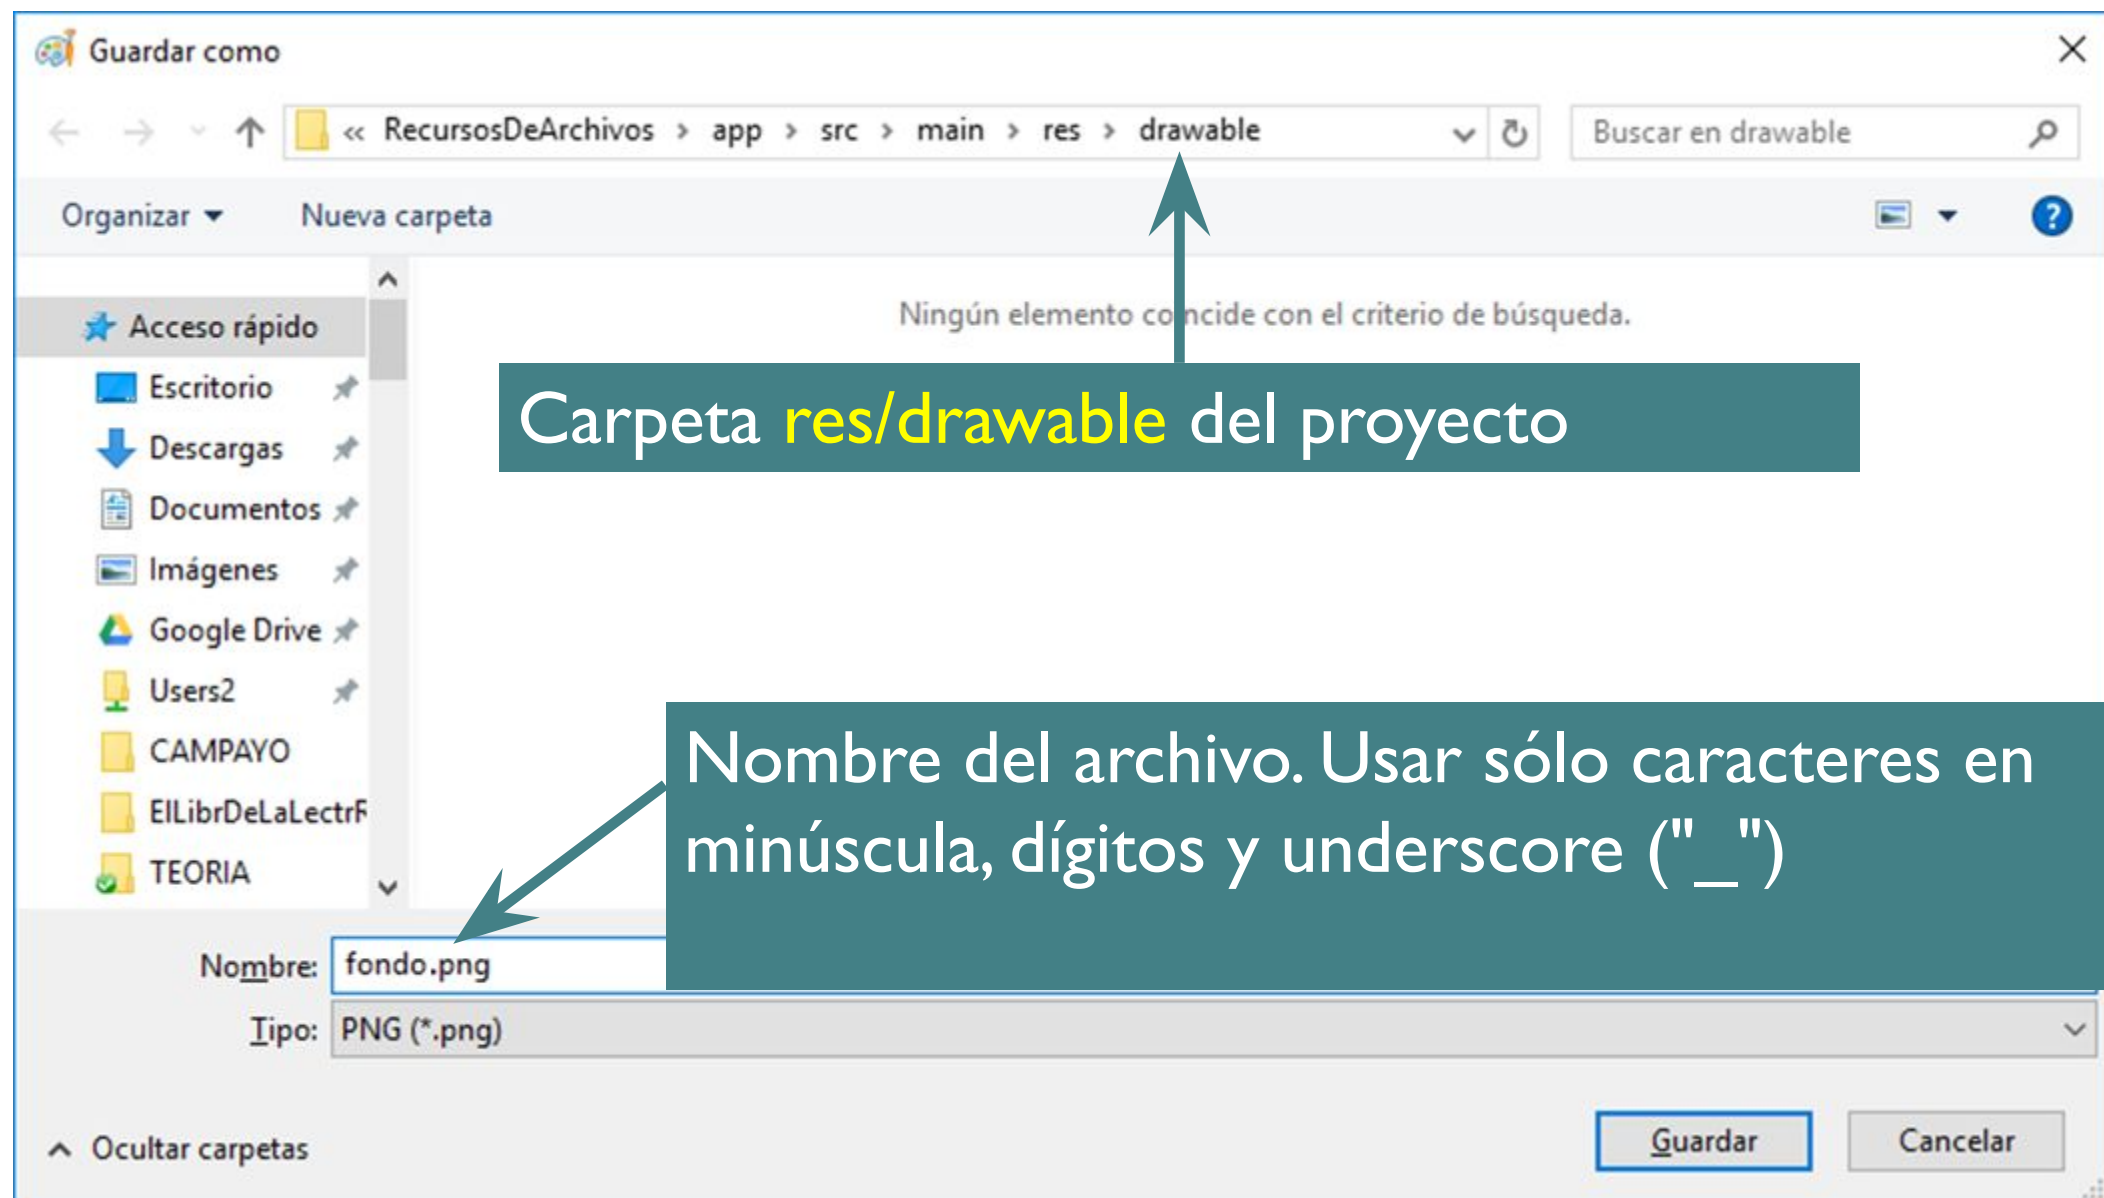 Guardar como
« RecursosDeArchivos > app > src > main > res > drawable
Buscar en drawable
Organizar
Nueva carpeta
Ningún elemento coincide con el criterio de búsqueda.
Acceso rápido
Escritorio
Descargas
Documentos
Imágenes
Google Drive
Users2
CAMPAYO
ElLibrDeLaLectrR
TEORIA
Carpeta res/drawable del proyecto
Nombre del archivo. Usar sólo caracteres en
minúscula, dígitos y underscore ("_")
Nombre: fondo.png
Tipo: PNG (*.png)
Ocultar carpetas
Guardar
Cancelar